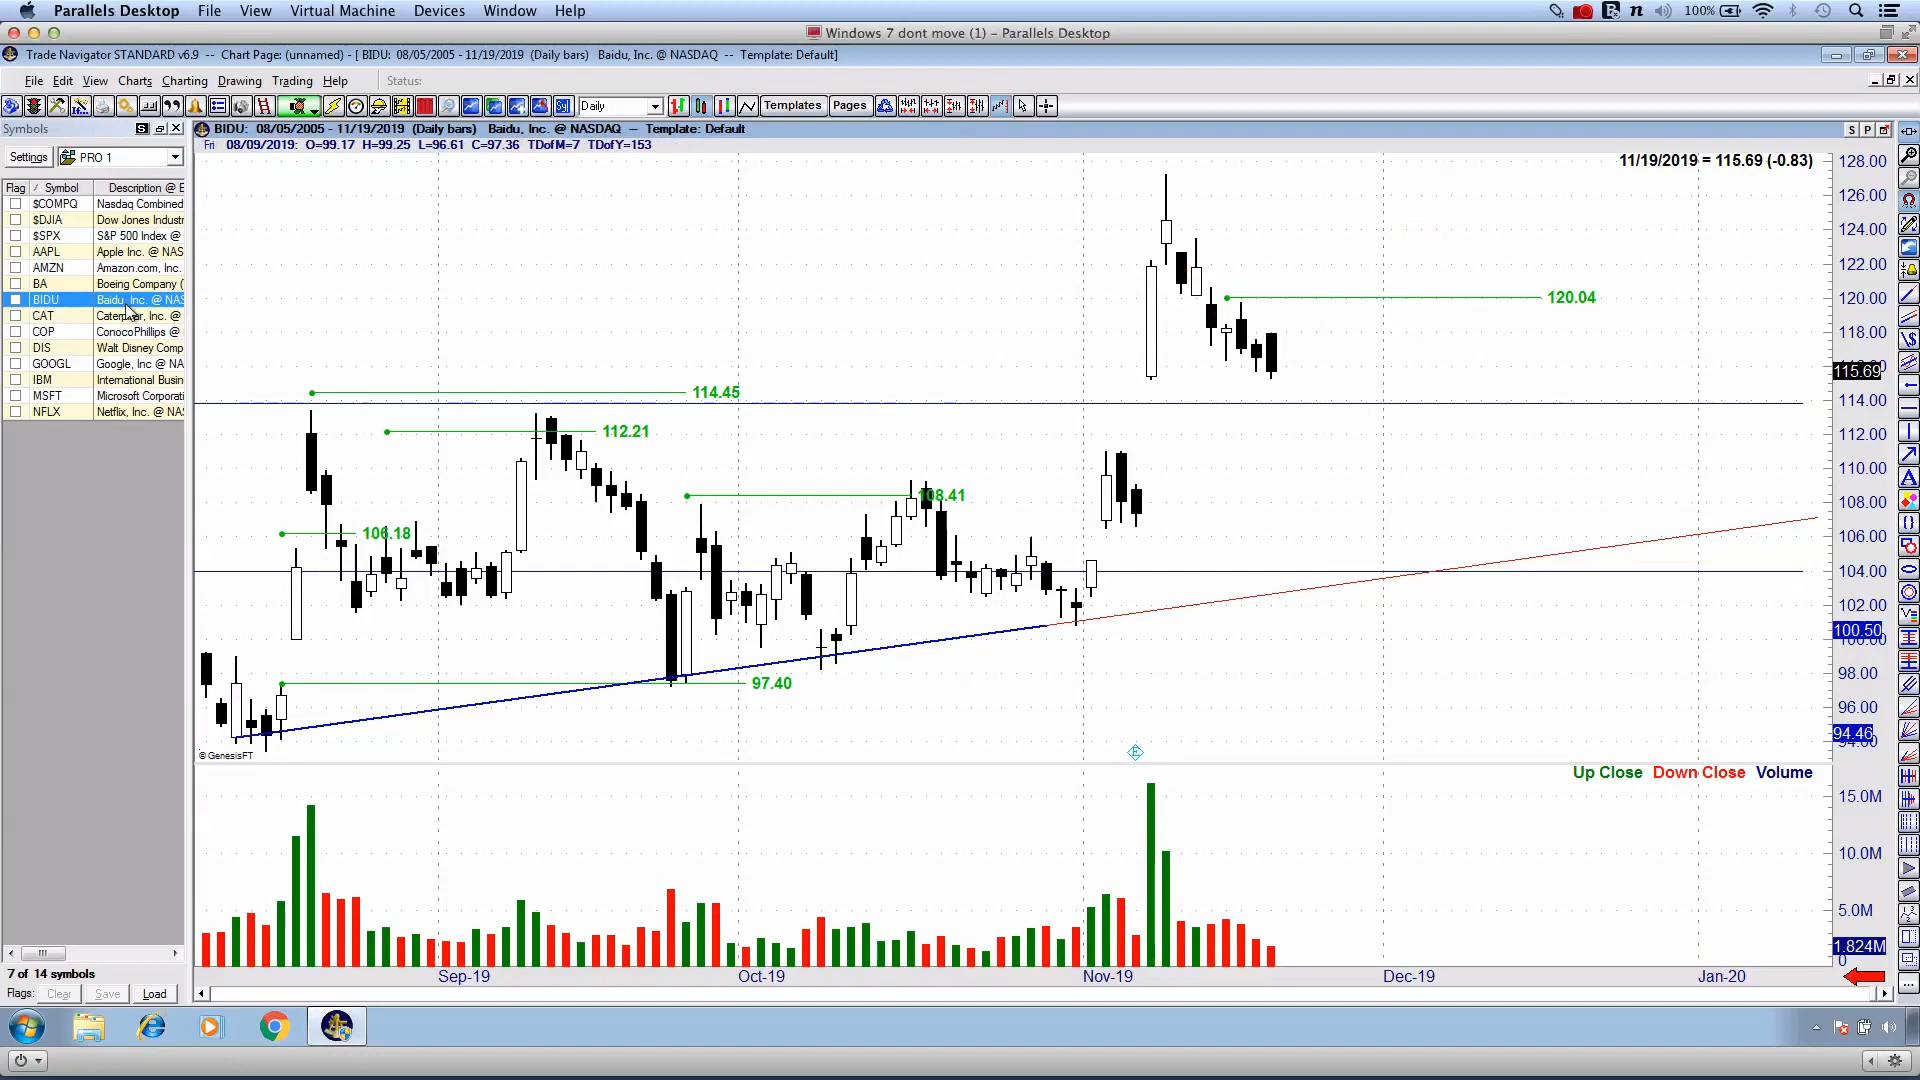 Parallels Desktop File View Virtual Machine Actions Devices Window Help 100%
Windows 7 dont move (1) - Parallels Desktop
Trade Navigator STANDARD v6.9 -- Chart Page: (unnamed) - [ BIDU: 08/05/2005 - 11/19/2019 (Daily bars) Baidu, Inc. @ NASDAQ -- Template: Default]
File Edit View Charts Charting Drawing Trading Help Status:
Daily Templates Pages
Symbols
BIDU: 08/05/2005 - 11/19/2019 (Daily bars) Baidu, Inc. @ NASDAQ -- Template: Default S P
Fri 08/09/2019: O=99.17 H=99.25 L=96.61 C=97.36 TDofM=7 TDofY=153
Settings PRO 1
11/19/2019 = 115.69 (-0.83)
Flag Symbol Description @ E
$COMPQ Nasdaq Combined
$DJIA Dow Jones Industr
$SPX S&P 500 Index @
AAPL Apple Inc. @ NAS
AMZN Amazon.com, Inc.
BA Boeing Company (
BIDU Baidu, Inc. @ NAS
CAT Caterpillar, Inc. @
COP ConocoPhillips @
DIS Walt Disney Comp
GOOGL Google, Inc @ NA
IBM International Busin
MSFT Microsoft Corporati
NFLX Netflix, Inc. @ NAS
128.00
126.00
124.00
122.00
120.00
118.00
115.69
114.00
112.00
110.00
108.00
106.00
104.00
102.00
100.50
98.00
96.00
94.46
120.04
114.45
112.21
108.41
106.18
97.40
© GenesisFT
E
Up Close Down Close Volume
15.0M
10.0M
5.0M
1.824M
0
Sep-19 Oct-19 Nov-19 Dec-19 Jan-20
7 of 14 symbols
Flags: Clear Save Load